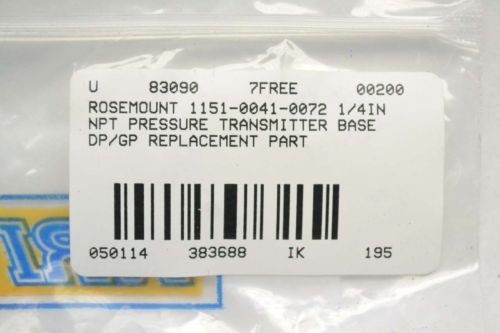 U 83090 7FREE 00200
ROSEMOUNT 1151-0041-0072 1/4IN
NPT PRESSURE TRANSMITTER BASE
DP/GP REPLACEMENT PART
050114 383688 IK 195